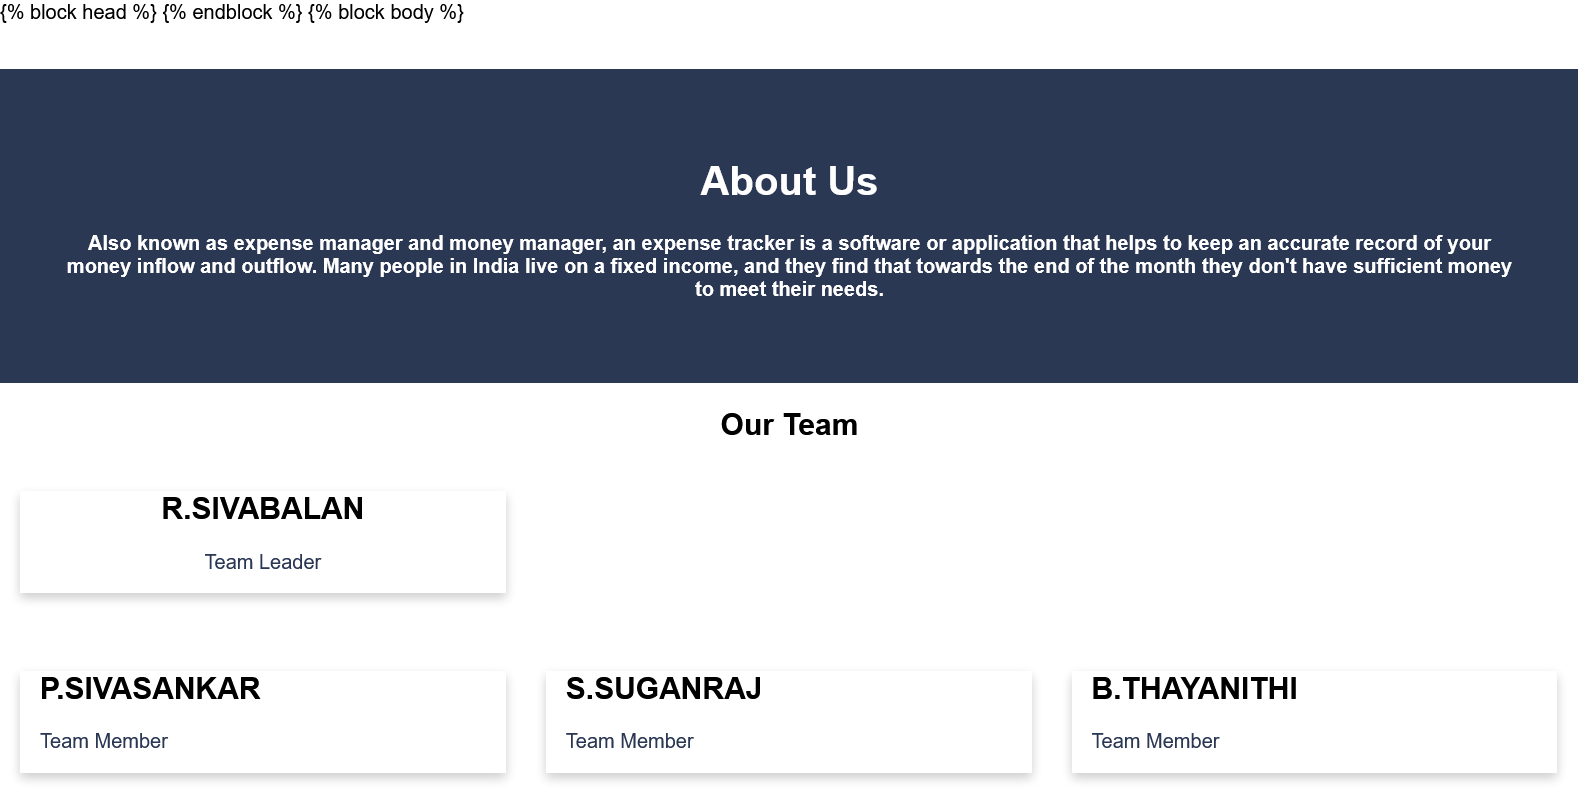 {% block head %} {% endblock %} {% block body %}
About Us
Also known as expense manager and money manager, an expense tracker is a software or application that helps to keep an accurate record of your
money inflow and outflow. Many people in India live on a fixed income, and they find that towards the end of the month they don't have sufficient money
to meet their needs.
Our Team
R.SIVABALAN
Team Leader
P.SIVASANKAR
Team Member
S.SUGANRAJ
Team Member
B.THAYANITHI
Team Member